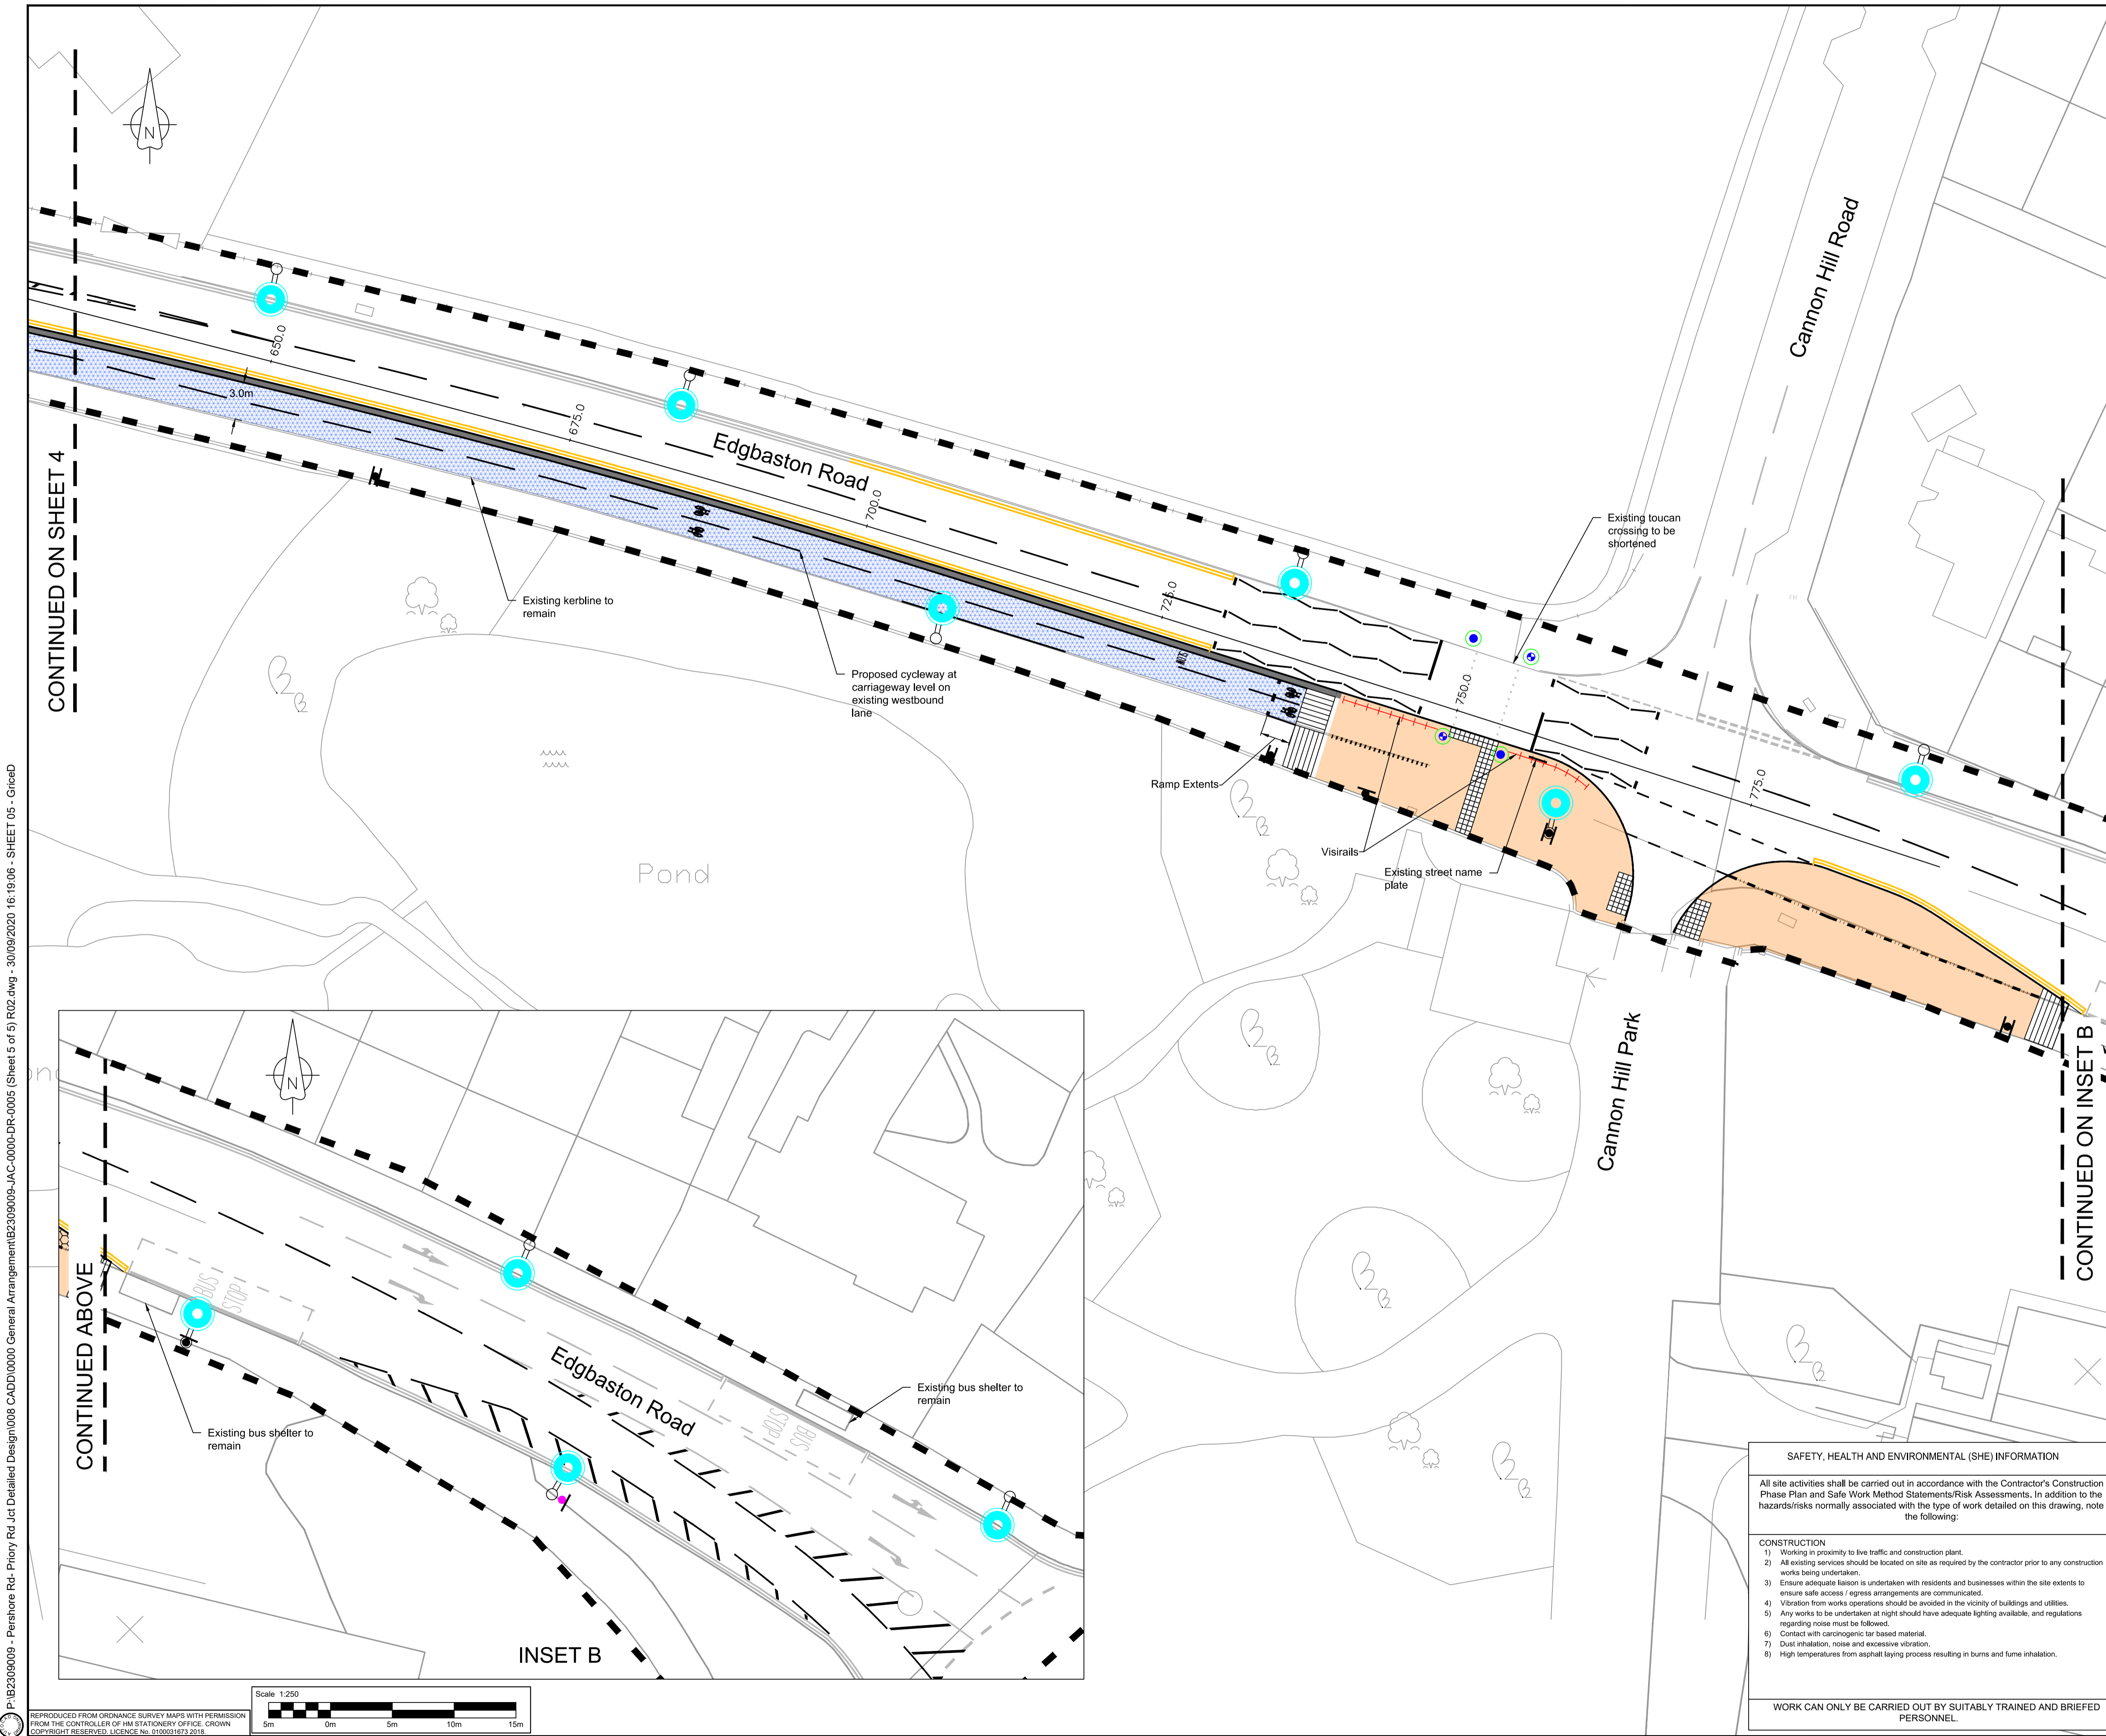 CONTINUED ON SHEET 4
N
650.0
3.0m
675.0
Edgbaston Road
700.0
725.0
750.0
775.0
Cannon Hill Road
Existing toucan
crossing to be
shortened
Existing kerbline to
remain
Proposed cycleway at
carriageway level on
existing westbound
lane
SLOW
Ramp Extents
Visirails
Existing street name
plate
Pond
TH
Cannon Hill Park
CONTINUED ON INSET B
N
CONTINUED ABOVE
BUS
STOP
Edgbaston Road
BUS
STOP
Existing bus shelter to
remain
Existing bus shelter to
remain
INSET B
Scale 1:250
5m 0m 5m 10m 15m
REPRODUCED FROM ORDNANCE SURVEY MAPS WITH PERMISSION
FROM THE CONTROLLER OF HM STATIONERY OFFICE. CROWN
COPYRIGHT RESERVED. LICENCE No. 0100031673 2018.
P:\B2309009 - Pershore Rd- Priory Rd Jct Detailed Design\008 CADD\0000 General Arrangement\B2309009-JAC-0000-DR-0005 (Sheet 5 of 5) R02.dwg - 30/09/2020 16:19:06 - SHEET 05 - GriceD
SAFETY, HEALTH AND ENVIRONMENTAL (SHE) INFORMATION
All site activities shall be carried out in accordance with the Contractor's Construction
Phase Plan and Safe Work Method Statements/Risk Assessments. In addition to the
hazards/risks normally associated with the type of work detailed on this drawing, note
the following:
CONSTRUCTION
1) Working in proximity to live traffic and construction plant.
2) All existing services should be located on site as required by the contractor prior to any construction
works being undertaken.
3) Ensure adequate liaison is undertaken with residents and businesses within the site extents to
ensure safe access / egress arrangements are communicated.
4) Vibration from works operations should be avoided in the vicinity of buildings and utilities.
5) Any works to be undertaken at night should have adequate lighting available, and regulations
regarding noise must be followed.
6) Contact with carcinogenic tar based material.
7) Dust inhalation, noise and excessive vibration.
8) High temperatures from asphalt laying process resulting in burns and fume inhalation.
WORK CAN ONLY BE CARRIED OUT BY SUITABLY TRAINED AND BRIEFED
PERSONNEL.